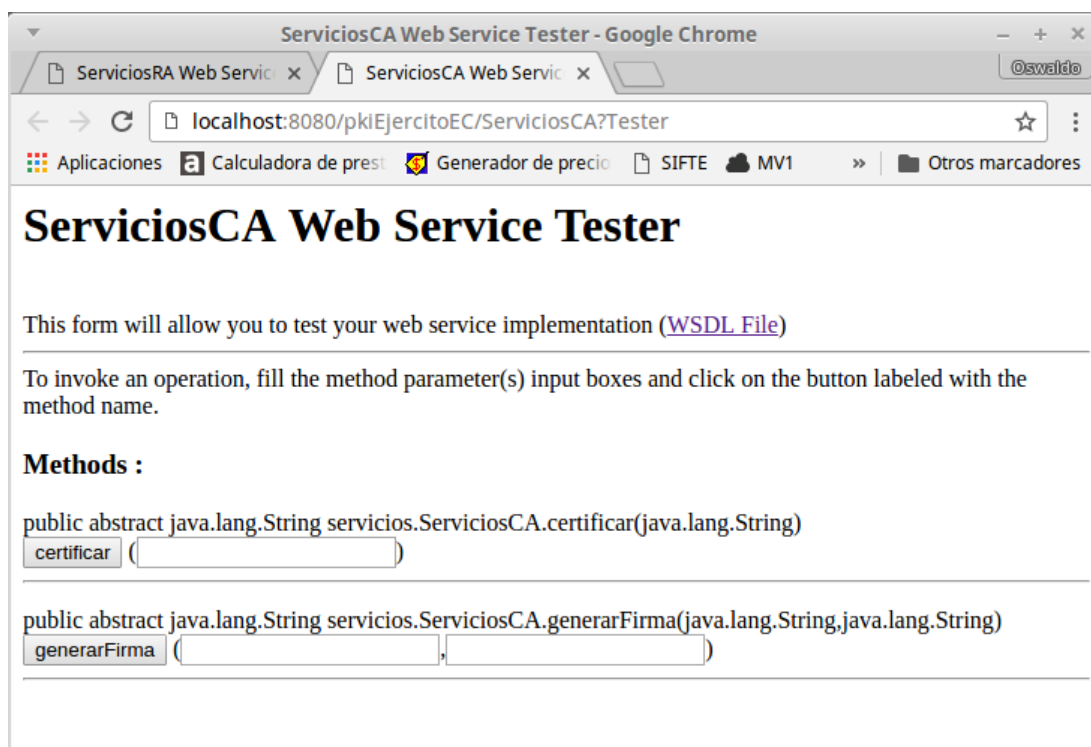 ServiciosCA Web Service Tester - Google Chrome
ServiciosRA Web Servic
ServiciosCA Web Servic
Oswaldo
localhost:8080/pkiEjercitoEC/ServiciosCA?Tester
Aplicaciones a Calculadora de prest $ Generador de precio SIFTE MV1 » Otros marcadores
ServiciosCA Web Service Tester
This form will allow you to test your web service implementation (WSDL File)
To invoke an operation, fill the method parameter(s) input boxes and click on the button labeled with the
method name.
Methods :
public abstract java.lang.String servicios.ServiciosCA.certificar(java.lang.String)
certificar ( )
public abstract java.lang.String servicios.ServiciosCA.generarFirma(java.lang.String,java.lang.String)
generarFirma ( , )